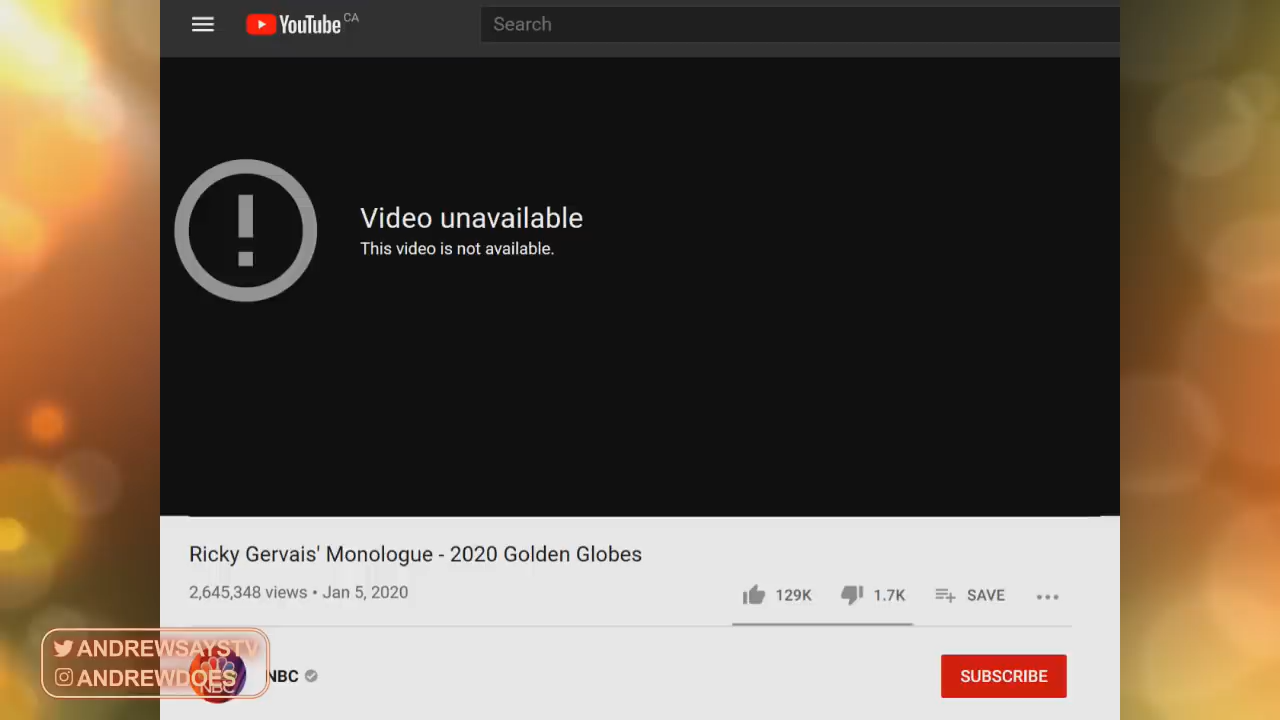 YouTube CA
Search
Video unavailable
This video is not available.
Ricky Gervais' Monologue - 2020 Golden Globes
2,645,348 views • Jan 5, 2020
129K
1.7K
SAVE
ANDREWSAYSTV
ANDREWDOES
NBC
NBC
SUBSCRIBE